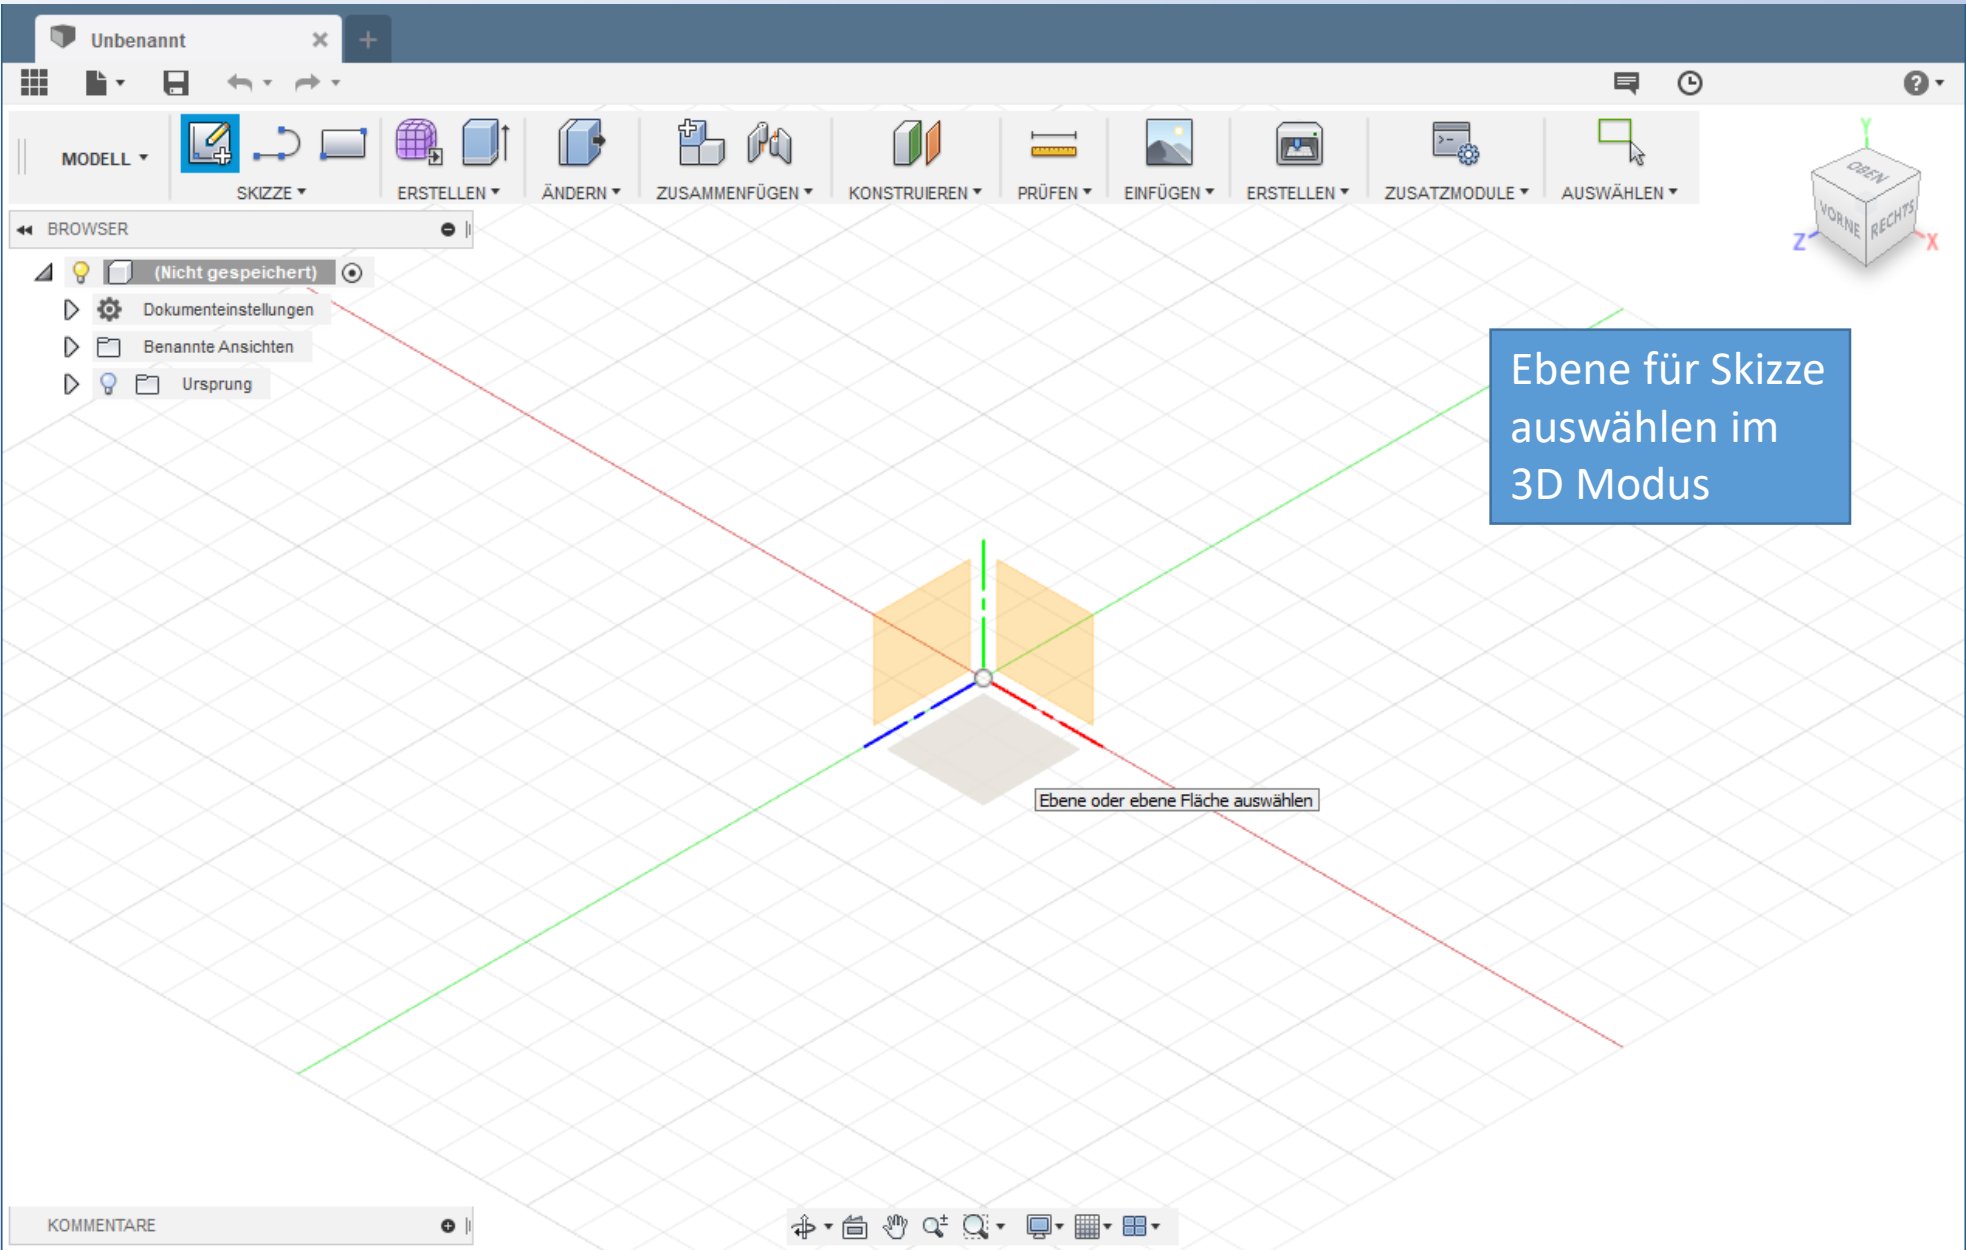 Unbenannt
MODELL
SKIZZE
ERSTELLEN
ÄNDERN
ZUSAMMENFÜGEN
KONSTRUIEREN
PRÜFEN
EINFÜGEN
ERSTELLEN
ZUSATZMODULE
AUSWÄHLEN
Y
OBEN
VORNE
RECHTS
Z
X
BROWSER
(Nicht gespeichert)
Dokumenteinstellungen
Benannte Ansichten
Ursprung
Ebene für Skizze
auswählen im
3D Modus
Ebene oder ebene Fläche auswählen
KOMMENTARE